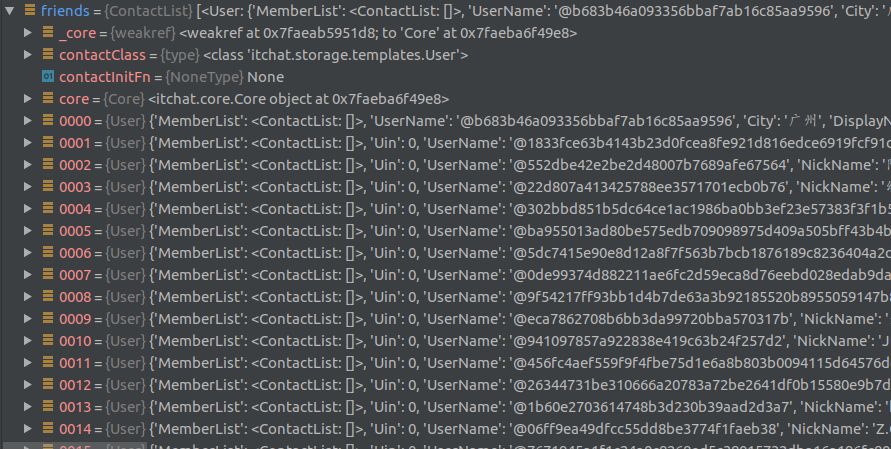 friends = {ContactList} [<User: {'MemberList': <ContactList: []>, 'UserName': '@b683b46a093356bbaf7ab16c85aa9596', 'City':
_core = {weakref} <weakref at 0x7faeab5951d8; to 'Core' at 0x7faeba6f49e8>
contactClass = {type} <class 'itchat.storage.templates.User'>
contactInitFn = {NoneType} None
core = {Core} <itchat.core.Core object at 0x7faeba6f49e8>
0000 = {User} {'MemberList': <ContactList: []>, 'UserName': '@b683b46a093356bbaf7ab16c85aa9596', 'City': '广州', 'DisplayN
0001 = {User} {'MemberList': <ContactList: []>, 'Uin': 0, 'UserName': '@1833fce63b4143b23d0fcea8fe921d816edce6919fcf91c
0002 = {User} {'MemberList': <ContactList: []>, 'Uin': 0, 'UserName': '@552dbe42e2be2d48007b7689afe67564', 'NickName': '
0003 = {User} {'MemberList': <ContactList: []>, 'Uin': 0, 'UserName': '@22d807a413425788ee3571701ecb0b76', 'NickName': '
0004 = {User} {'MemberList': <ContactList: []>, 'Uin': 0, 'UserName': '@302bbd851b5dc64ce1ac1986ba0bb3ef23e57383f3f1b5
0005 = {User} {'MemberList': <ContactList: []>, 'Uin': 0, 'UserName': '@ba955013ad80be575edb709098975d409a505bff43b4b
0006 = {User} {'MemberList': <ContactList: []>, 'Uin': 0, 'UserName': '@5dc7415e90e8d12a8f7f563b7bcb1876189c8236404a2c
0007 = {User} {'MemberList': <ContactList: []>, 'Uin': 0, 'UserName': '@0de99374d882211ae6fc2d59eca8d76eebd028edab9da
0008 = {User} {'MemberList': <ContactList: []>, 'Uin': 0, 'UserName': '@9f54217ff93bb1d4b7de63a3b92185520b8955059147b8
0009 = {User} {'MemberList': <ContactList: []>, 'Uin': 0, 'UserName': '@eca7862708b6bb3da99720bba570317b', 'NickName': '
0010 = {User} {'MemberList': <ContactList: []>, 'Uin': 0, 'UserName': '@941097857a922838e419c63b24f257d2', 'NickName': 'J
0011 = {User} {'MemberList': <ContactList: []>, 'Uin': 0, 'UserName': '@456fc4aef559f9f4fbe75d1e6a8b803b0094115d64576d
0012 = {User} {'MemberList': <ContactList: []>, 'Uin': 0, 'UserName': '@26344731be310666a20783a72be2641df0b15580e9b7d
0013 = {User} {'MemberList': <ContactList: []>, 'Uin': 0, 'UserName': '@1b60e2703614748b3d230b39aad2d3a7', 'NickName': '
0014 = {User} {'MemberList': <ContactList: []>, 'Uin': 0, 'UserName': '@06ff9ea49dfcc55dd8be3774f1faeb38', 'NickName': 'Z.